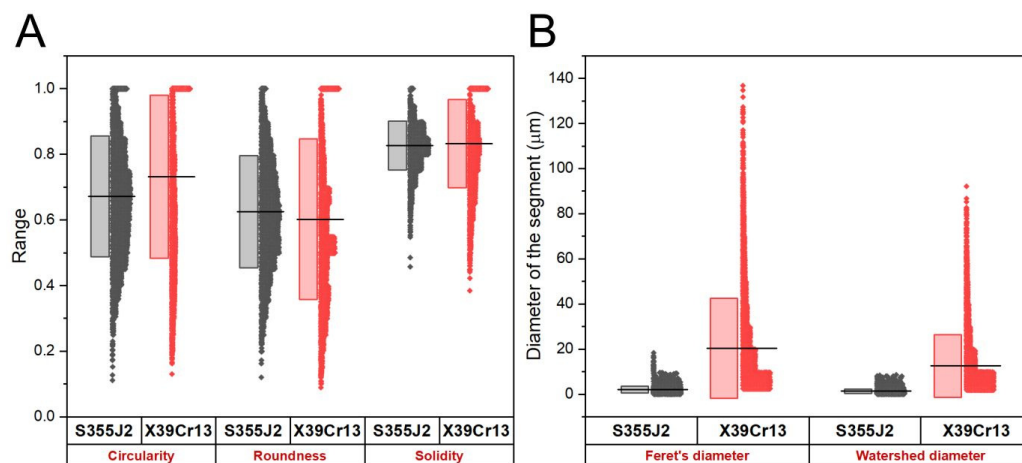 A
Range
1.0
0.8
0.6
0.4
0.2
0.0
S355J2 X39Cr13 S355J2 X39Cr13 S355J2 X39Cr13
Circularity Roundness Solidity
B
Diameter of the segment (μm)
140
120
100
80
60
40
20
0
S355J2 X39Cr13 S355J2 X39Cr13
Feret's diameter Watershed diameter